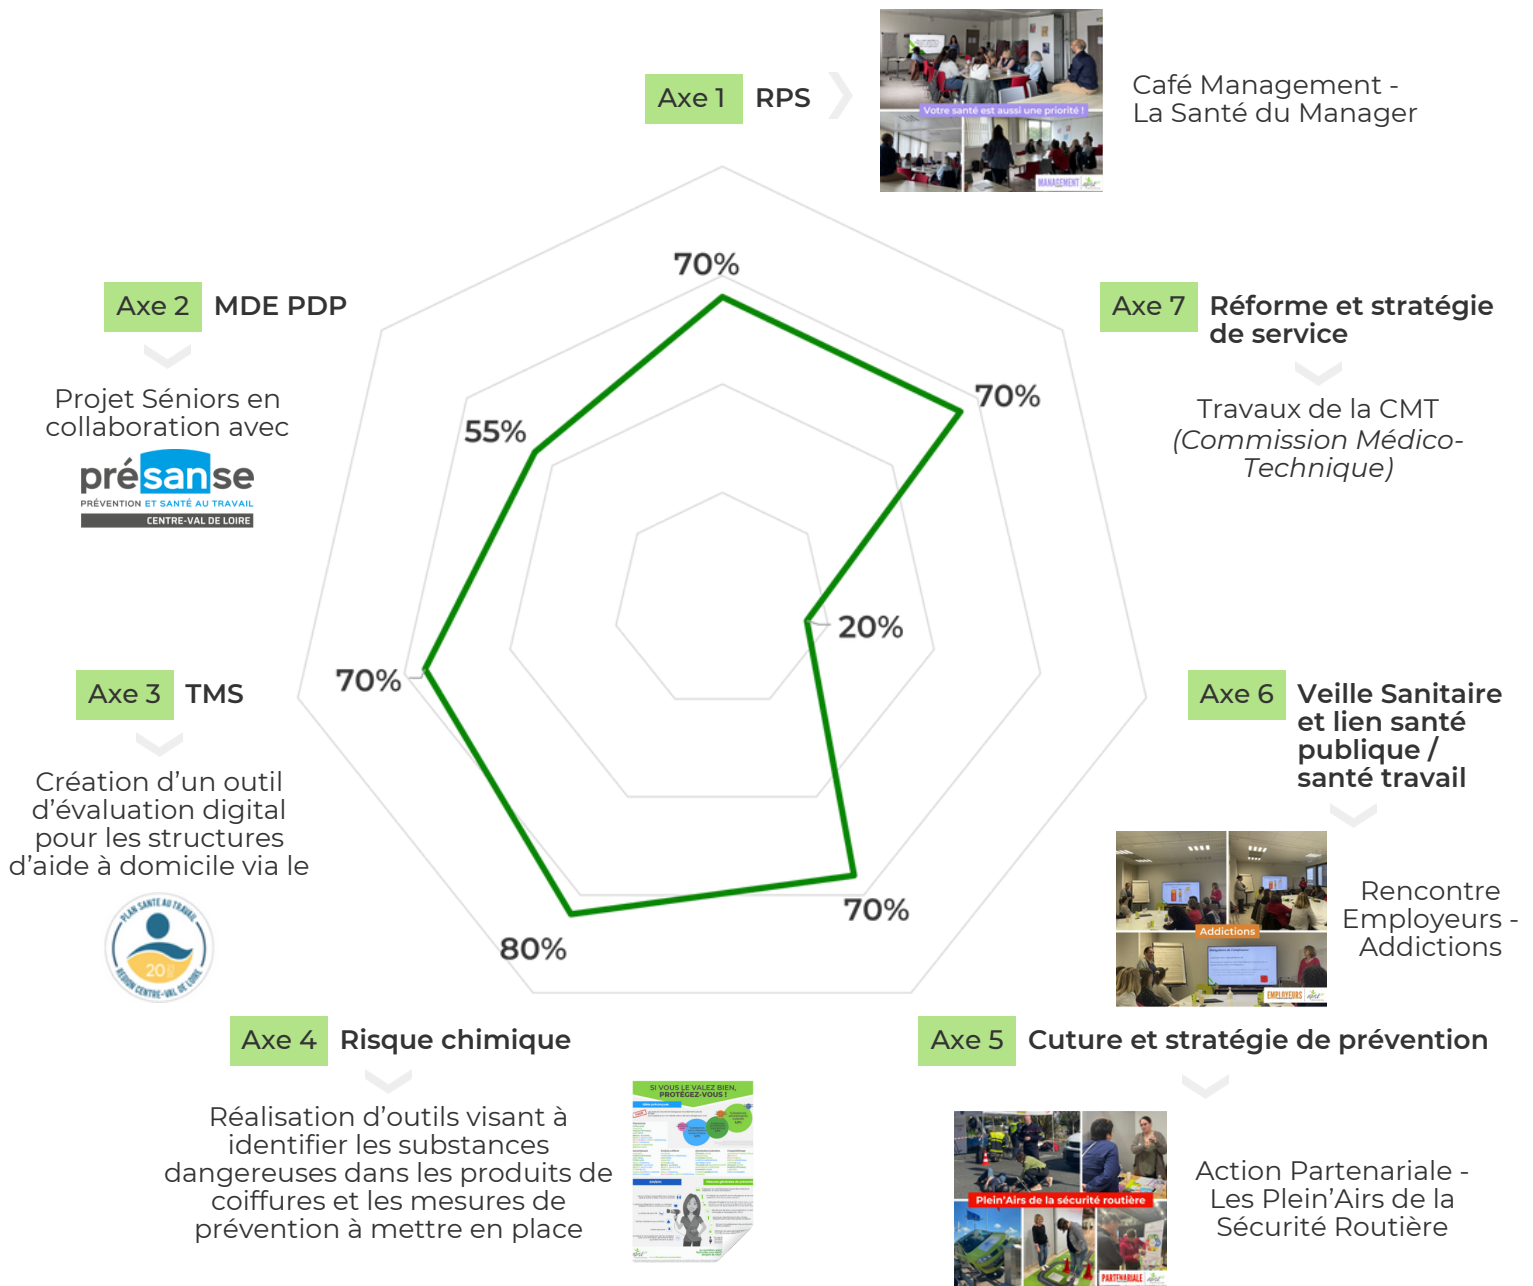 Axe 1 RPS
Votre santé est aussi une priorité !
MANAGEMENT
Café Management -
La Santé du Manager
70%
Axe 2 MDE PDP
Projet Séniors en
collaboration avec
présanse
PRÉVENTION ET SANTÉ AU TRAVAIL
CENTRE-VAL DE LOIRE
55%
70%
Axe 7 Réforme et stratégie
de service
Travaux de la CMT
(Commission Médico-
Technique)
20%
70%
Axe 3 TMS
Création d’un outil
d’évaluation digital
pour les structures
d’aide à domicile via le
PLAN SANTE AU TRAVAIL
20
RÉGION CENTRE-VAL DE LOIRE
Axe 6 Veille Sanitaire
et lien santé
publique /
santé travail
Addictions
EMPLOYEURS
Rencontre
Employeurs -
Addictions
80%
70%
Axe 4 Risque chimique
Réalisation d’outils visant à
identifier les substances
dangereuses dans les produits de
coiffures et les mesures de
prévention à mettre en place
SI VOUS LE VALEZ BIEN,
PROTÉGEZ-VOUS !
Axe 5 Cuture et stratégie de prévention
Plein’Airs de la sécurité routière
PARTENARIALE
Action Partenariale -
Les Plein’Airs de la
Sécurité Routière